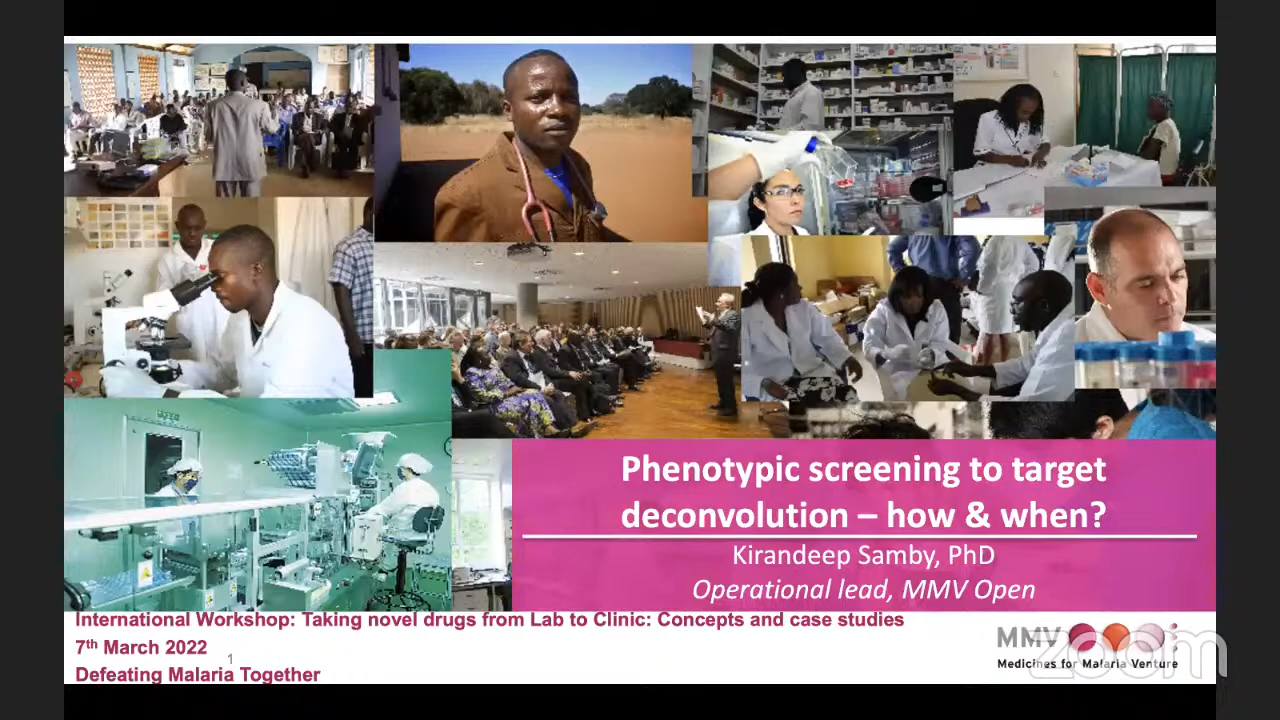 Phenotypic screening to target
deconvolution – how & when?
Kirandeep Samby, PhD
Operational lead, MMV Open
International Workshop: Taking novel drugs from Lab to Clinic: Concepts and case studies
7th March 2022
1
Defeating Malaria Together
MMV
Medicines for Malaria Venture
zoom